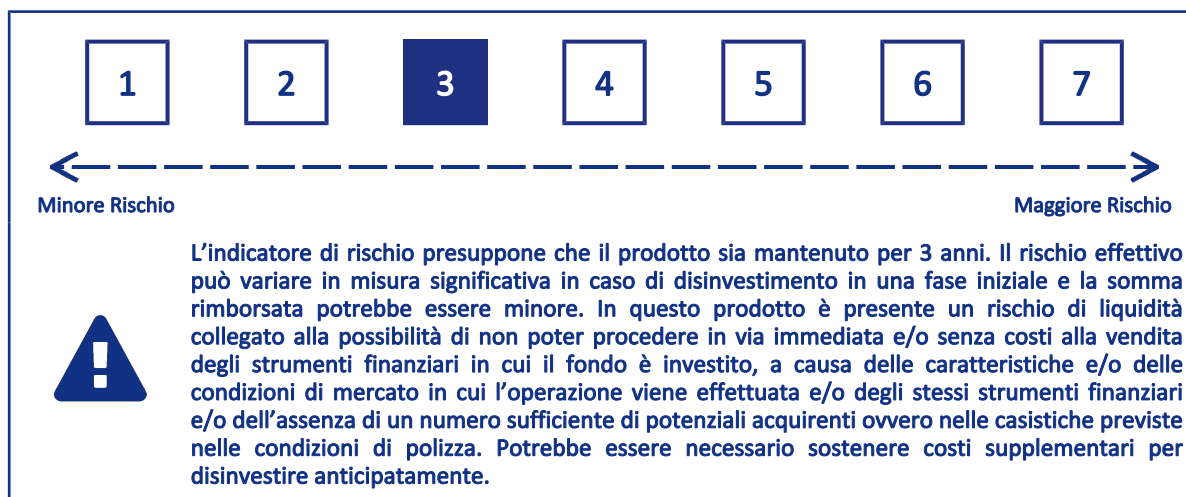 1 2 3 4 5 6 7
Minore Rischio Maggiore Rischio
L'indicatore di rischio presuppone che il prodotto sia mantenuto per 3 anni. Il rischio effettivo
può variare in misura significativa in caso di disinvestimento in una fase iniziale e la somma
rimborsata potrebbe essere minore. In questo prodotto è presente un rischio di liquidità
collegato alla possibilità di non poter procedere in via immediata e/o senza costi alla vendita
degli strumenti finanziari in cui il fondo è investito, a causa delle caratteristiche e/o delle
condizioni di mercato in cui l'operazione viene effettuata e/o degli stessi strumenti finanziari
e/o dell'assenza di un numero sufficiente di potenziali acquirenti ovvero nelle casistiche previste
nelle condizioni di polizza. Potrebbe essere necessario sostenere costi supplementari per
disinvestire anticipatamente.